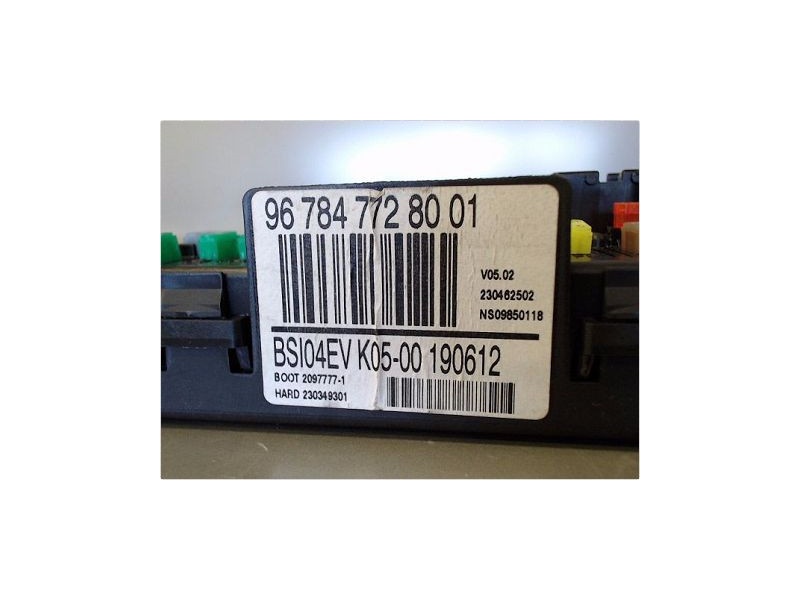 96 784 772 80 01
V05.02
230462502
NS09850118
BSI04EV K05-00 190612
BOOT 2097777-1
HARD 230349301